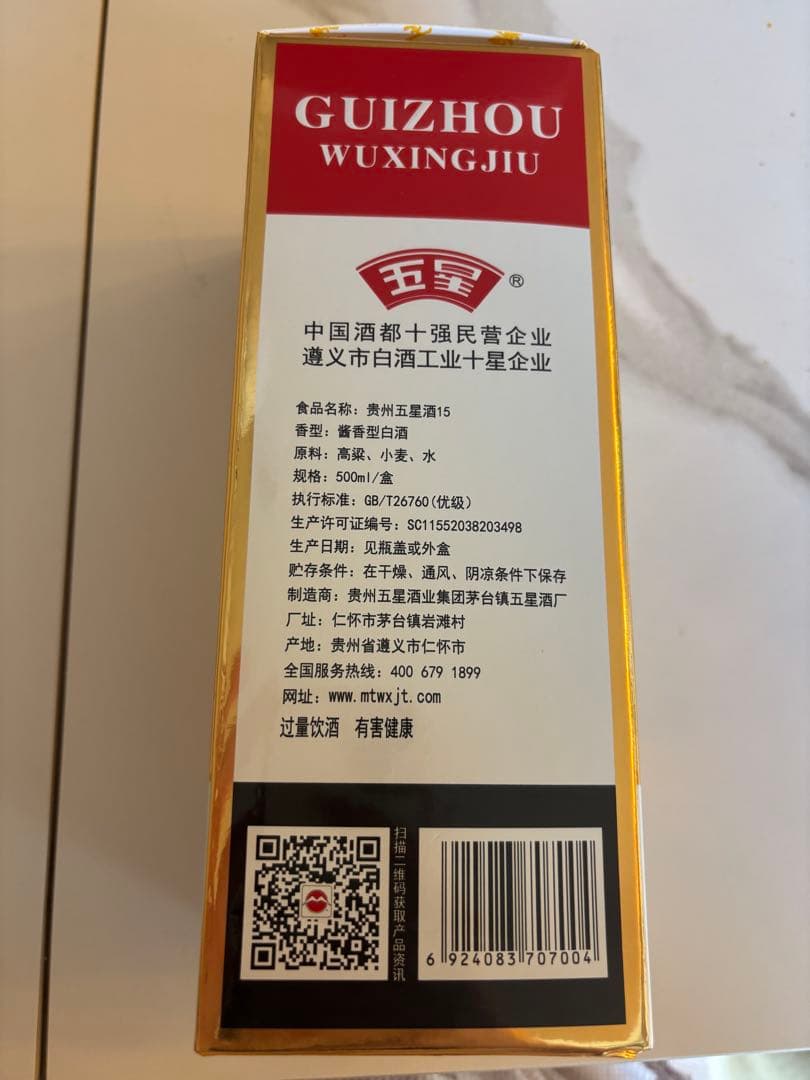 GUIZHOU
WUXINGJIU
五星®
中国酒都十强民营企业
遵义市白酒工业十星企业
食品名称：贵州五星酒15
香型：酱香型白酒
原料：高粱、小麦、水
规格：500ml/盒
执行标准：GB/T26760(优级)
生产许可证编号：SC11552038203498
生产日期：见瓶盖或外盒
贮存条件：在干燥、通风、阴凉条件下保存
制造商：贵州五星酒业集团茅台镇五星酒厂
厂址：仁怀市茅台镇岩滩村
产地：贵州省遵义市仁怀市
全国服务热线：400 679 1899
网址：www.mtwxjt.com
过量饮酒 有害健康
扫描二维码获取产品资讯
6 924083 707004